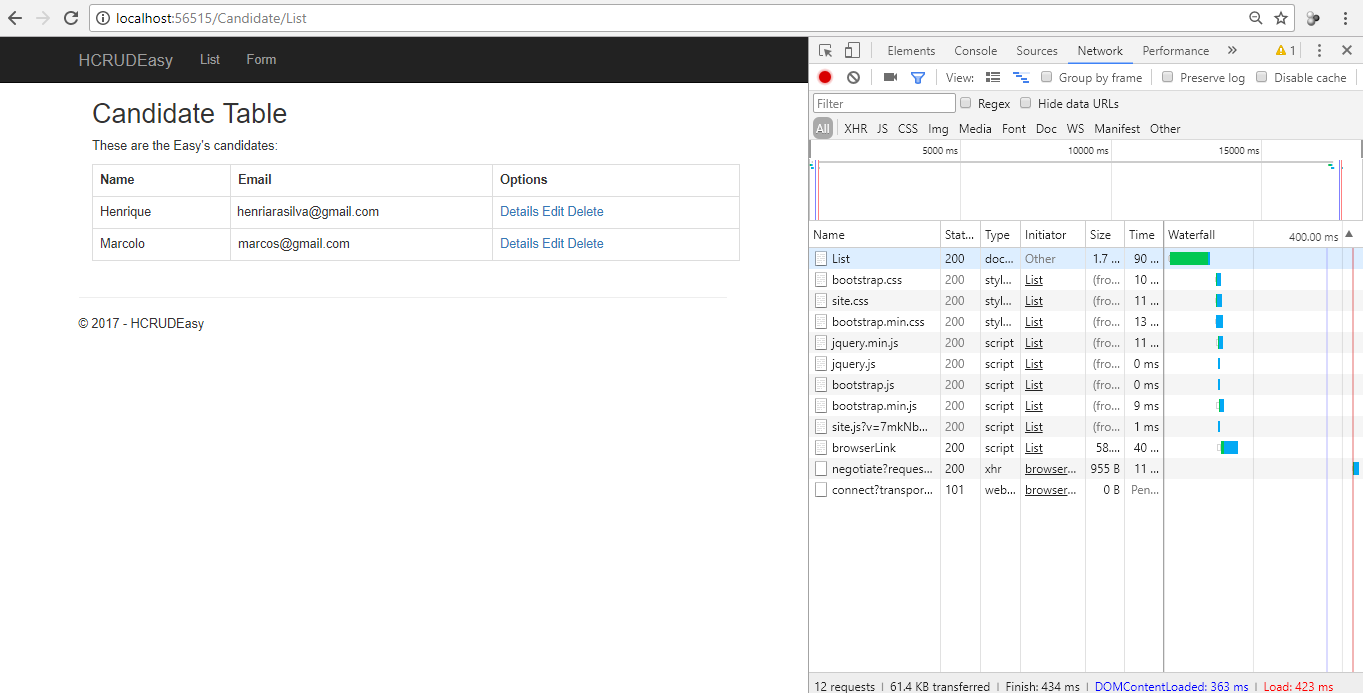 localhost:56515/Candidate/List
HCRUDEasy List Form
Candidate Table
These are the Easy's candidates:
Name Email Options
Henrique henriarasilva@gmail.com Details Edit Delete
Marcolo marcos@gmail.com Details Edit Delete
© 2017 - HCRUDEasy
Elements Console Sources Network Performance » 1
View: Group by frame Preserve log Disable cache
Filter Regex Hide data URLs
All XHR JS CSS Img Media Font Doc WS Manifest Other
5000 ms 10000 ms 15000 ms
Name Stat... Type Initiator Size Time Waterfall 400.00 ms
List 200 doc... Other 1.7 ... 90 ...
bootstrap.css 200 styl... List (fro... 10 ...
site.css 200 styl... List (fro... 11 ...
bootstrap.min.css 200 styl... List (fro... 13 ...
jquery.min.js 200 script List (fro... 11 ...
jquery.js 200 script List (fro... 0 ms
bootstrap.js 200 script List (fro... 0 ms
bootstrap.min.js 200 script List (fro... 9 ms
site.js?v=7mkNb... 200 script List (fro... 1 ms
browserLink 200 script List 58.... 40 ...
negotiate?reques... 200 xhr browser... 955 B 11 ...
connect?transpor... 101 web... browser... 0 B Pen...
12 requests | 61.4 KB transferred | Finish: 434 ms | DOMContentLoaded: 363 ms | Load: 423 ms